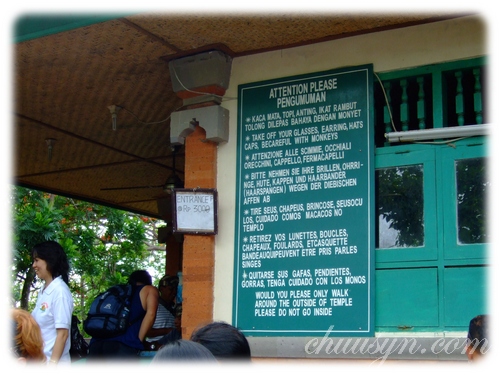 ATTENTION PLEASE
PENGUMUMAN
* KACA MATA, TOPI, ANTING, IKAT RAMBUT
TOLONG DILEPAS BAHAYA DENGAN MONYET
* TAKE OFF YOUR GLASSES, EARRING, HATS
CAPS, BECAREFUL WITH MONKEYS
* ATTENZIONE ALLE SCIMMIE, OCCHIALI
ORECCHINI, CAPPELLO, FERMACAPELLI
* BITTE NEHMEN SIE IHRE BRILLEN, OHRRI-
NGE, HUTE, KAPPEN UND HAARBANDER
(HAARSPANGEN) WEGEN DER DIEBISCHEN
AFFEN AB
* TIRE SEUS, CHAPEUS, BRINCOSE, SEUSOCU
LOS, CUIDADO COMOS MACACOS NO
TEMPLO
* RETIREZ VOS LUNETTES, BOUCLES,
CHAPEAUX, FOULARDS, ETCASQUETTE
BANDEAUXQUIPEUVENT ETRE PRIS PARLES
SINGES
* QUITARSE SUS GAFAS, PENDIENTES,
GORRAS, TENGA CUIDADO CON LOS MONOS
WOULD YOU PLEASE ONLY WALK
AROUND THE OUTSIDE OF TEMPLE
PLEASE DO NOT GO INSIDE
ENTRANCE
Rp 3000
chuusyn.com